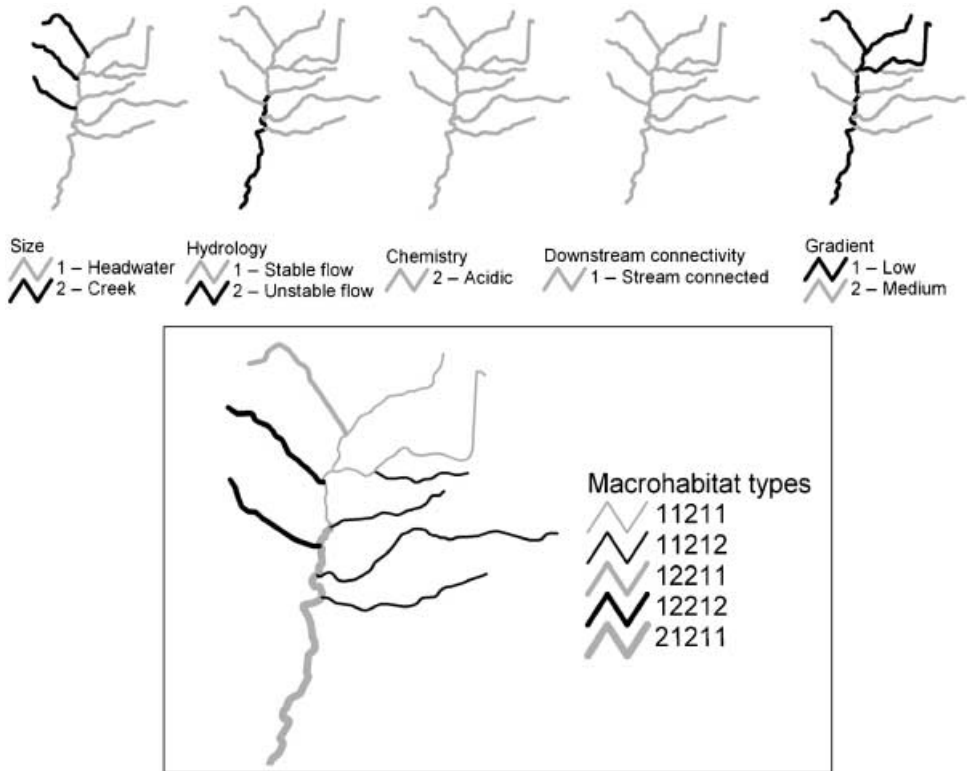 Size
1 – Headwater
2 – Creek
Hydrology
1 – Stable flow
2 – Unstable flow
Chemistry
2 – Acidic
Downstream connectivity
1 – Stream connected
Gradient
1 – Low
2 – Medium
Macrohabitat types
11211
11212
12211
12212
21211